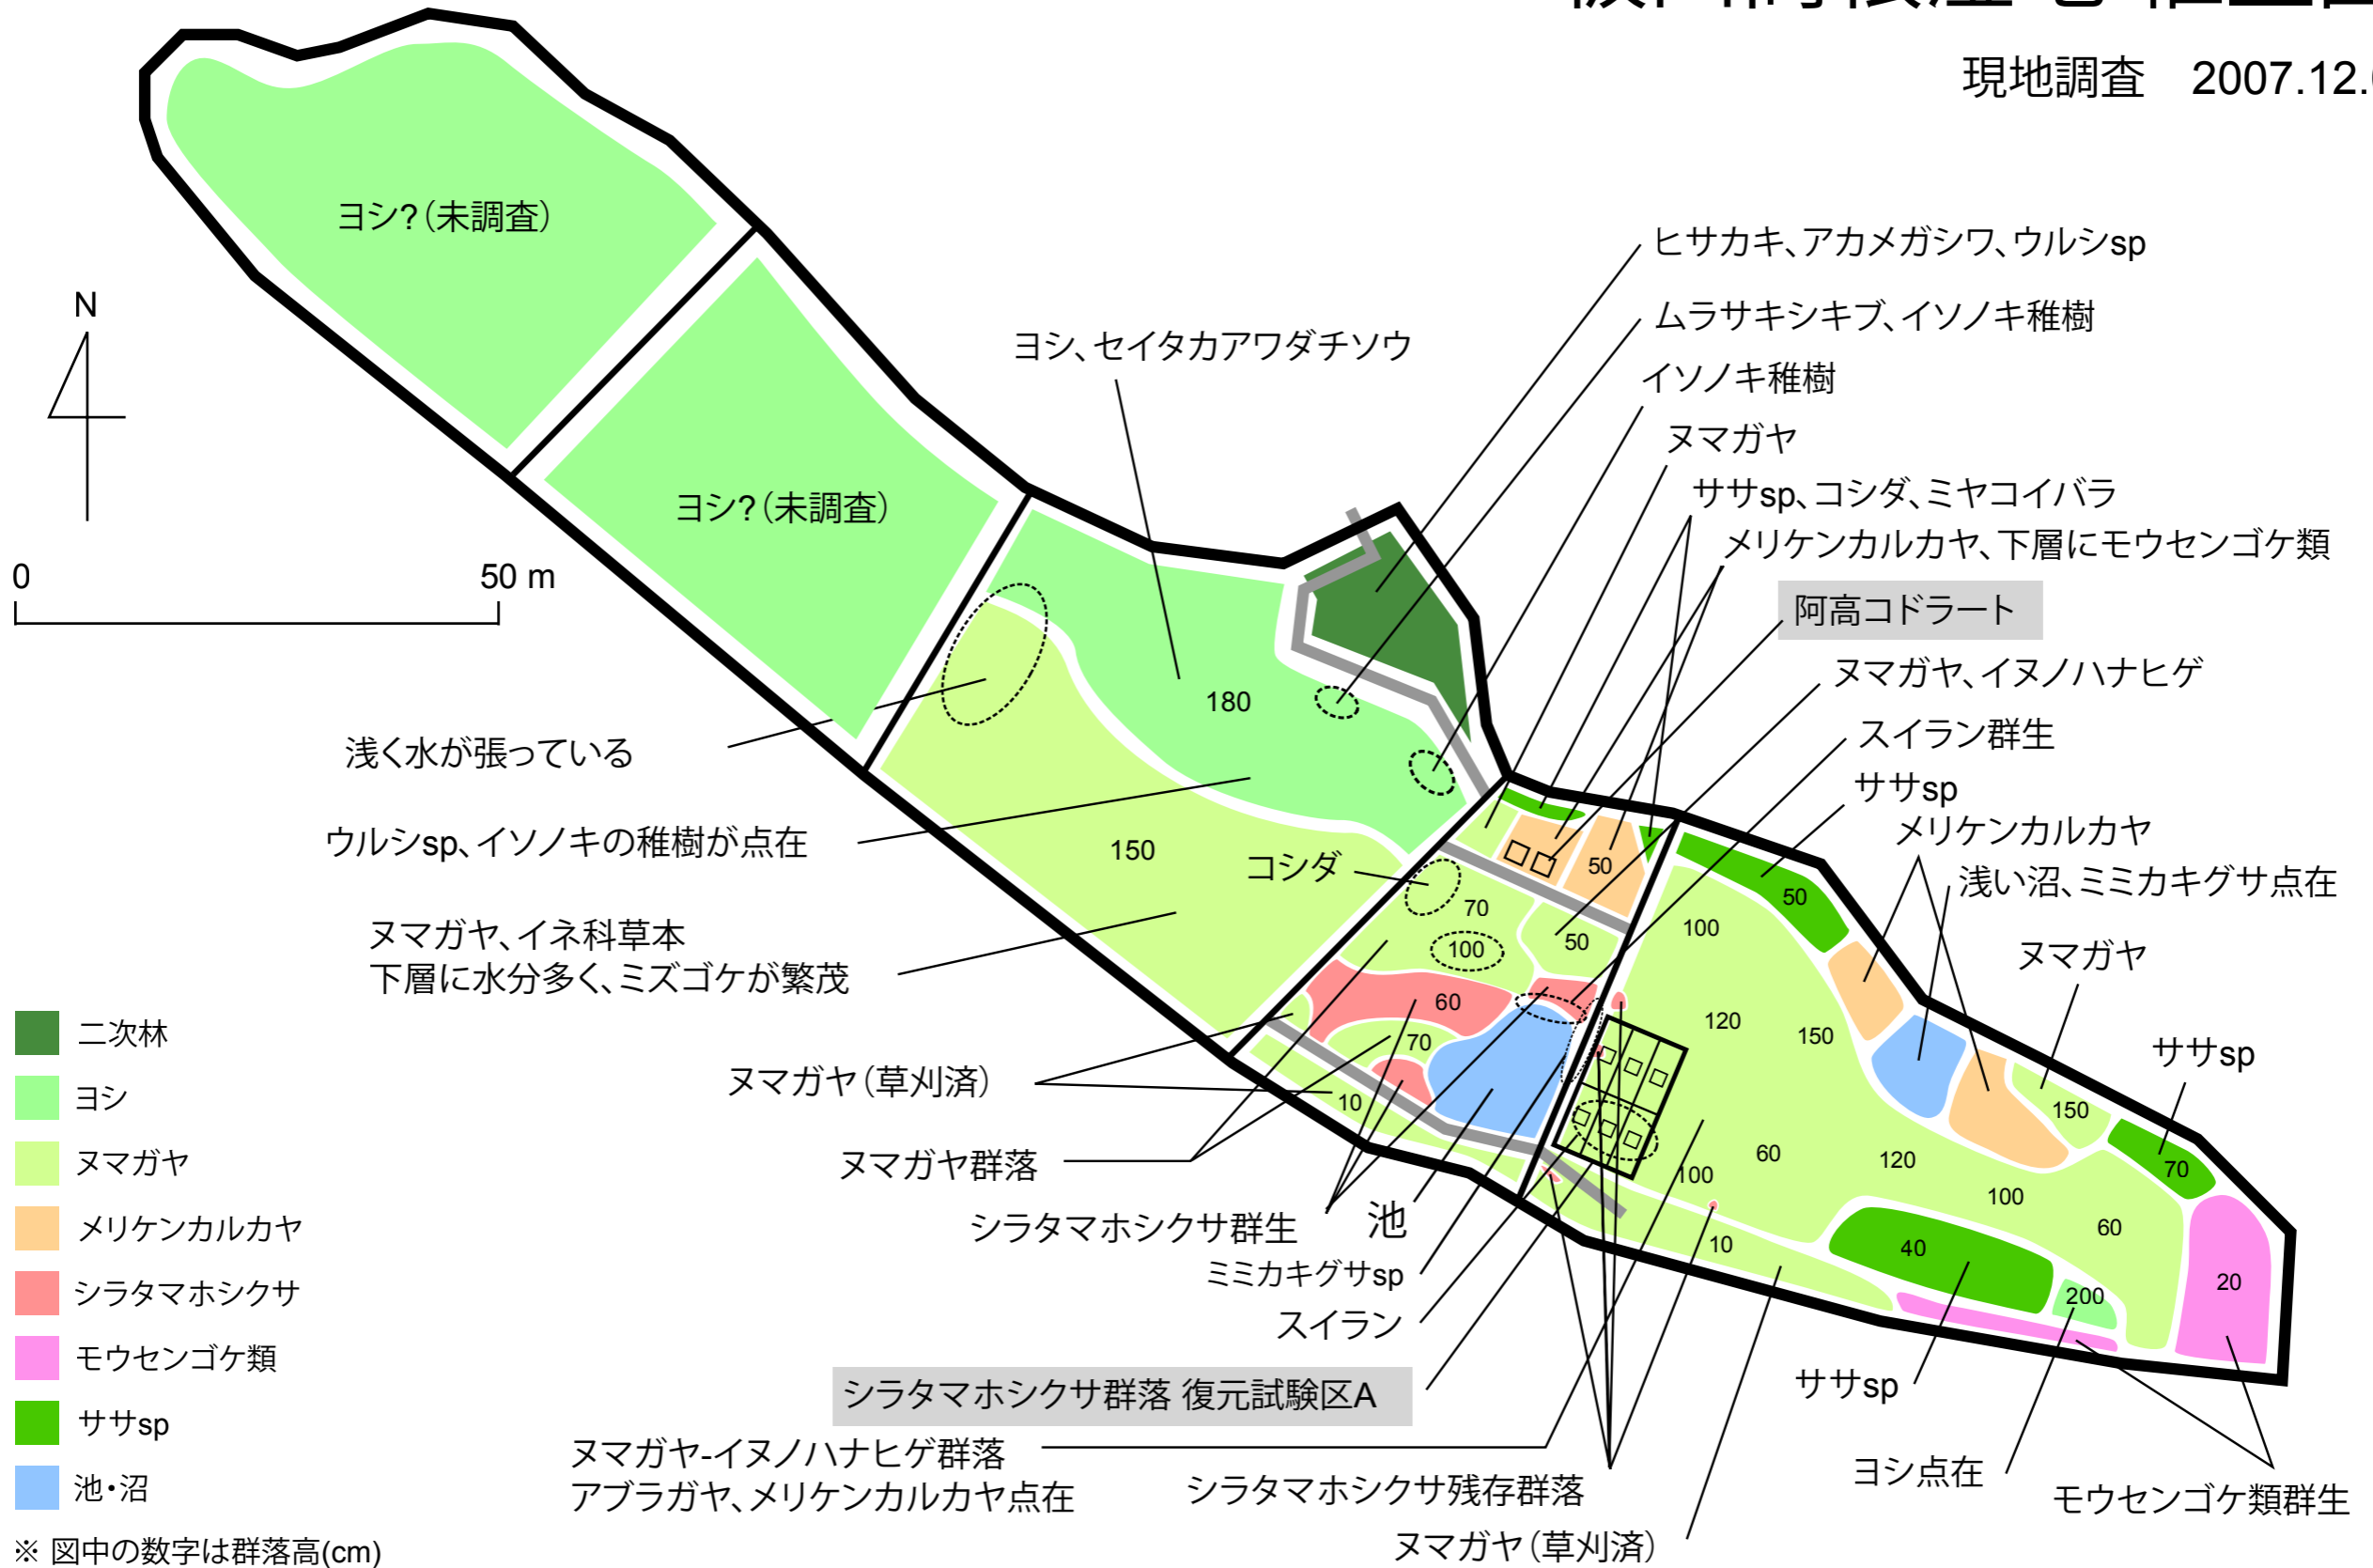 現地調査　2007.12.
ヨシ?（未調査）
ヨシ?（未調査）
N
0
50 m
ヒサカキ、アカメガシワ、ウルシsp
ムラサキシキブ、イソノキ稚樹
ヨシ、セイタカアワダチソウ
イソノキ稚樹
ヌマガヤ
ササsp、コシダ、ミヤコイバラ
メリケンカルカヤ、下層にモウセンゴケ類
阿高コドラート
ヌマガヤ、イヌノハナヒゲ
スイラン群生
ササsp
メリケンカルカヤ
浅い沼、ミミカキグサ点在
ヌマガヤ
ササsp
180
浅く水が張っている
ウルシsp、イソノキの稚樹が点在
150
コシダ
ヌマガヤ、イネ科草本
下層に水分多く、ミズゴケが繁茂
50
70
100
50
60
70
10
50
100
120
150
150
70
60
100
120
100
60
10
40
200
20
ヌマガヤ（草刈済）
ヌマガヤ群落
シラタマホシクサ群生
池
ミミカキグサsp
スイラン
シラタマホシクサ群落 復元試験区A
ヌマガヤ-イヌノハナヒゲ群落
アブラガヤ、メリケンカルカヤ点在
シラタマホシクサ残存群落
ヌマガヤ（草刈済）
ササsp
ヨシ点在
モウセンゴケ類群生
二次林
ヨシ
ヌマガヤ
メリケンカルカヤ
シラタマホシクサ
モウセンゴケ類
ササsp
池・沼
※ 図中の数字は群落高(cm)